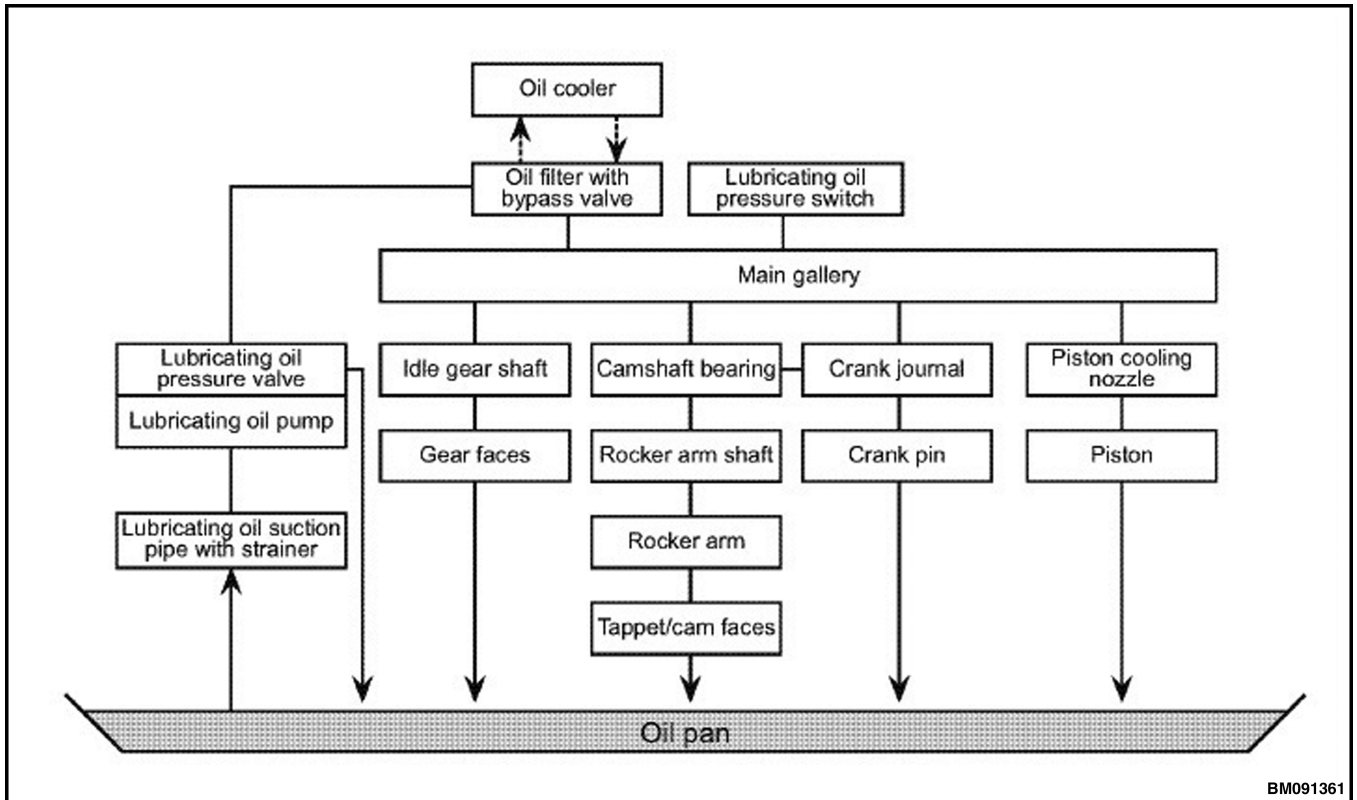 Oil cooler
Oil filter with
bypass valve
Lubricating oil
pressure switch
Main gallery
Lubricating oil
pressure valve
Lubricating oil pump
Lubricating oil suction
pipe with strainer
Idle gear shaft
Gear faces
Camshaft bearing
Rocker arm shaft
Rocker arm
Tappet/cam faces
Crank journal
Crank pin
Piston cooling
nozzle
Piston
Oil pan
BM091361